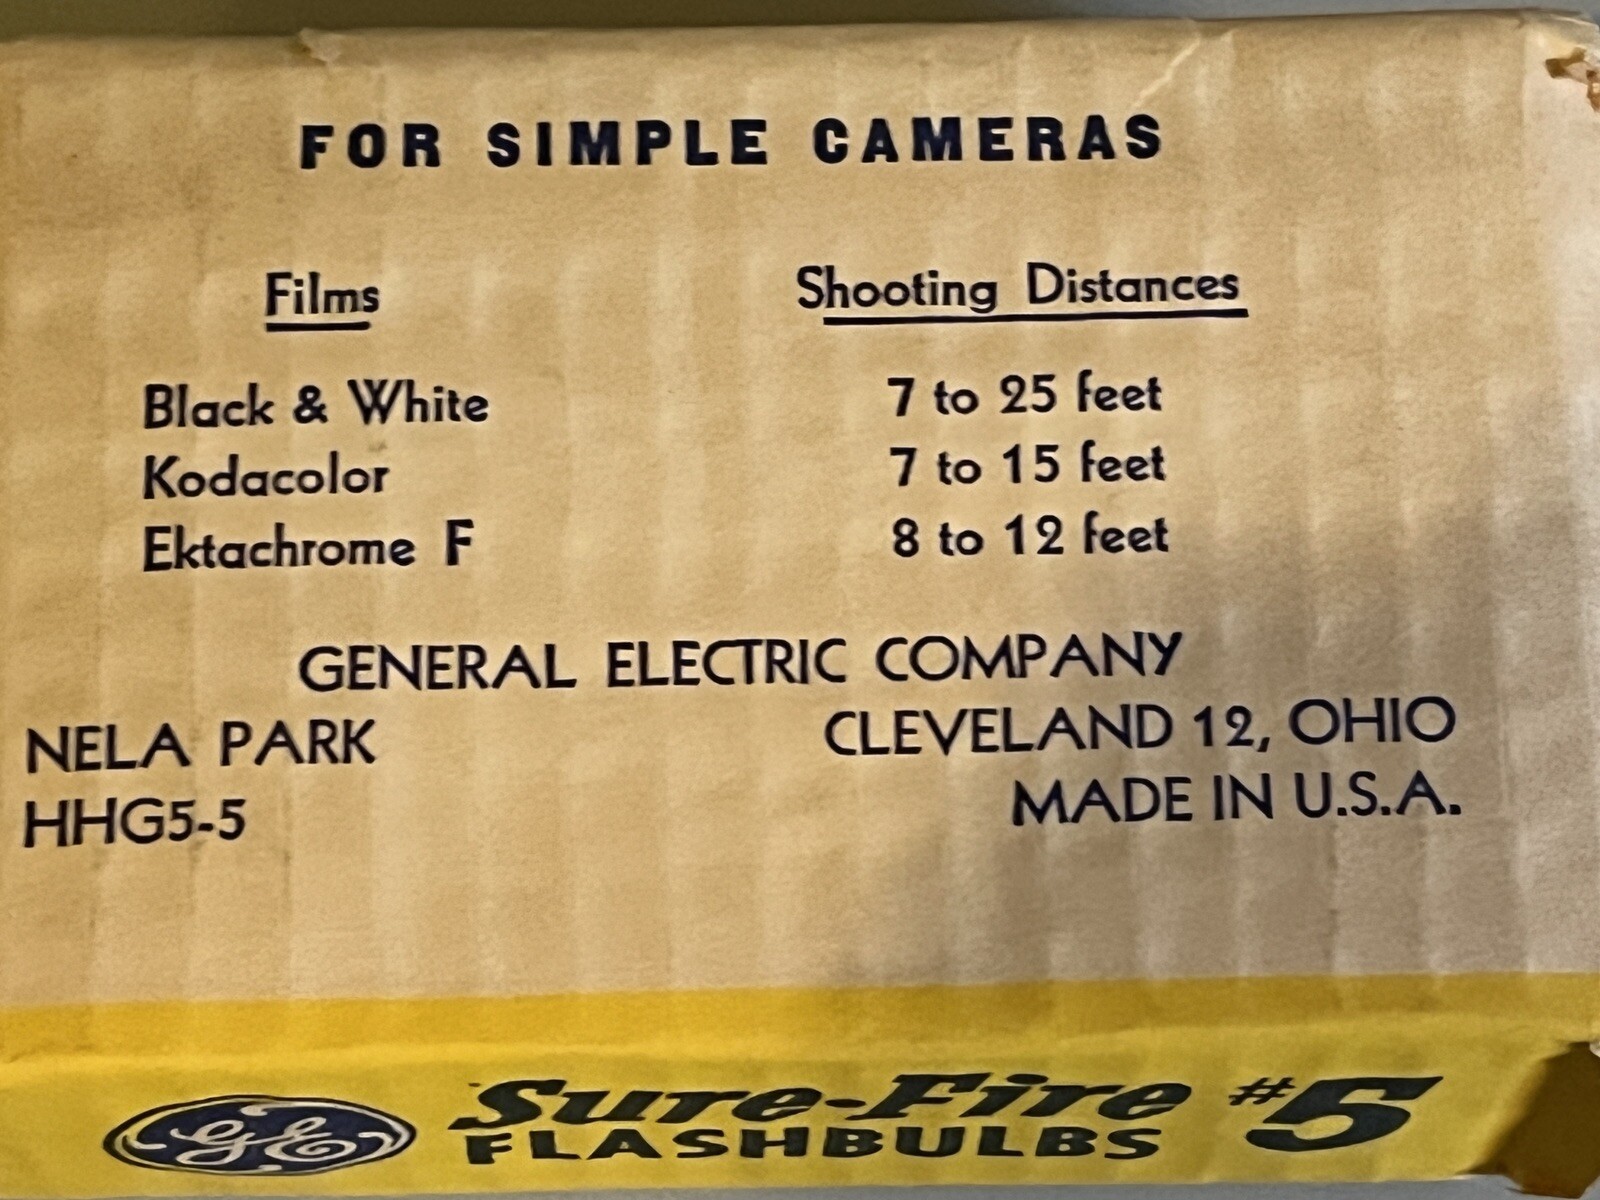 FOR SIMPLE CAMERAS
Films Shooting Distances
Black & White 7 to 25 feet
Kodacolor 7 to 15 feet
Ektachrome F 8 to 12 feet
GENERAL ELECTRIC COMPANY
NELA PARK CLEVELAND 12, OHIO
HHG5-5 MADE IN U.S.A.
GE Sure-Fire #5
FLASHBULBS